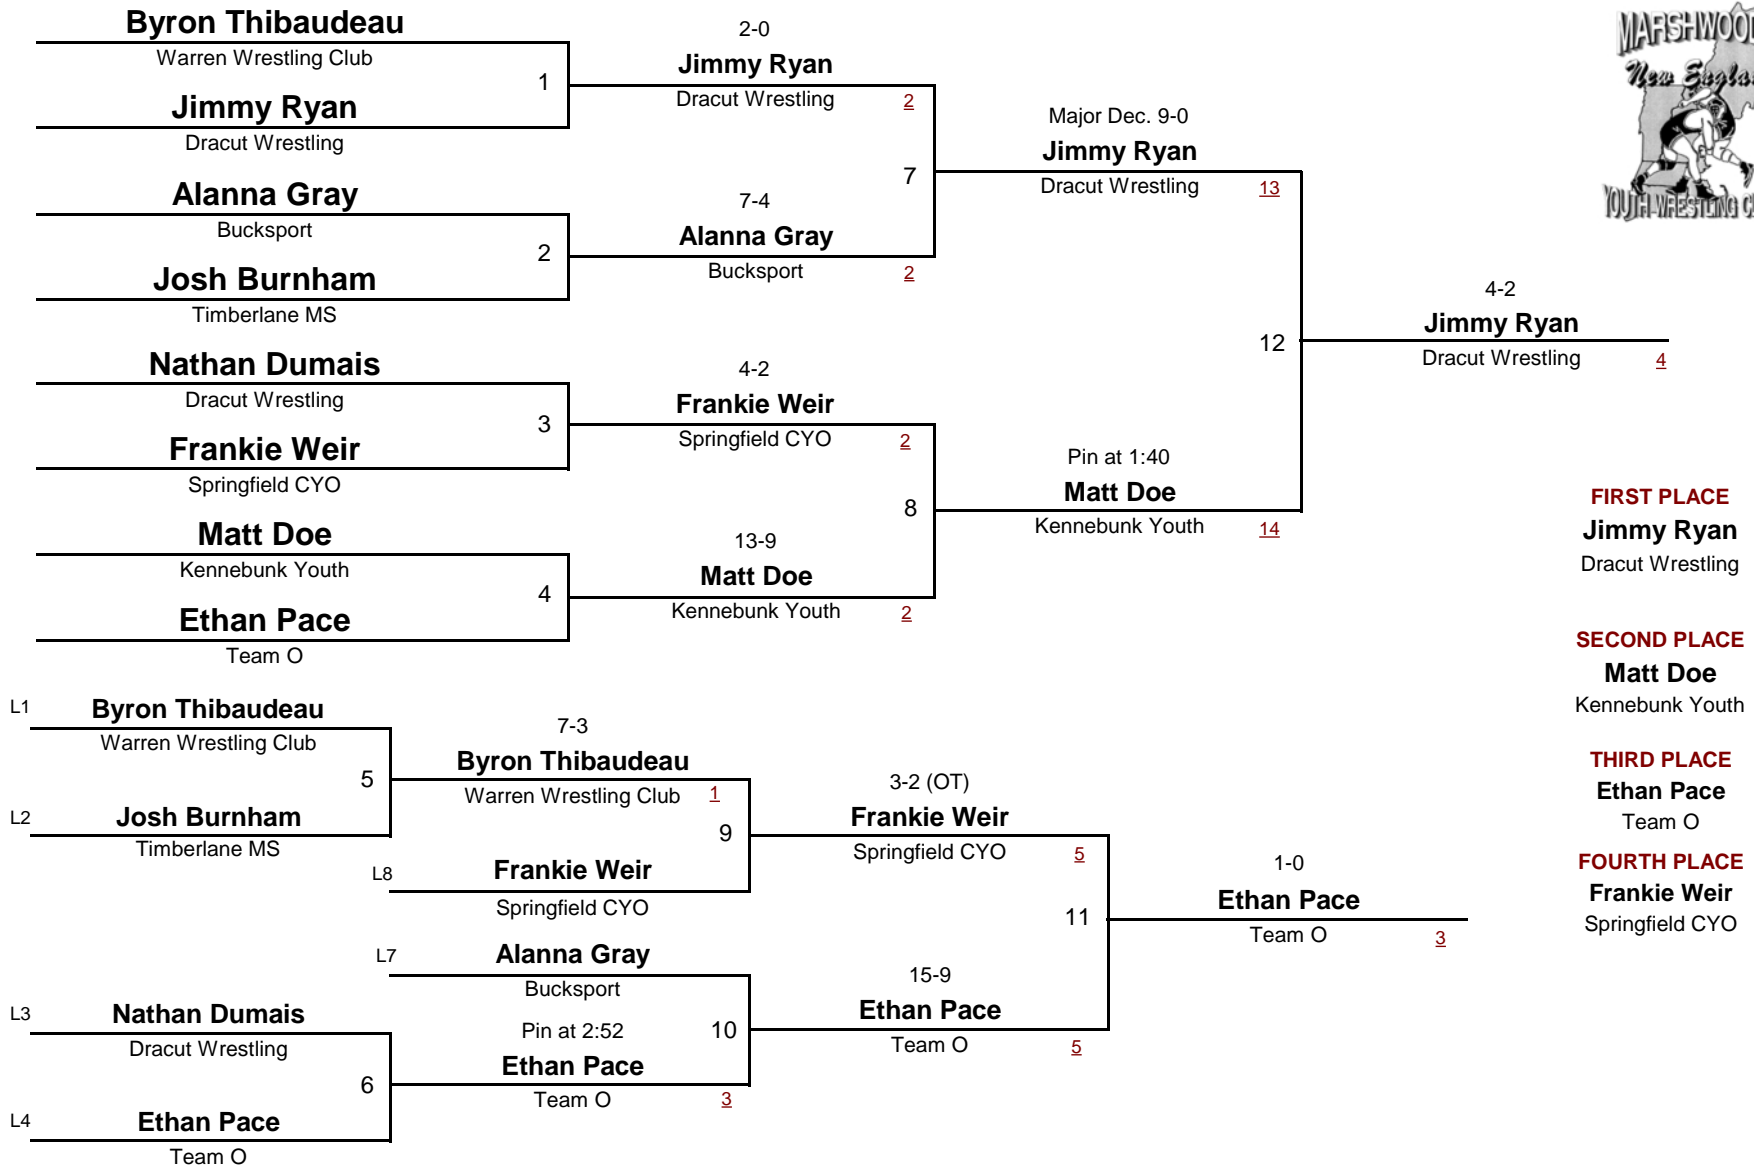 Byron Thibaudeau
Warren Wrestling Club
1
Jimmy Ryan
Dracut Wrestling
2-0
Jimmy Ryan
Dracut Wrestling
2
Alanna Gray
Bucksport
2
Josh Burnham
Timberlane MS
7-4
Alanna Gray
Bucksport
2
7
Major Dec. 9-0
Jimmy Ryan
Dracut Wrestling
13
Nathan Dumais
Dracut Wrestling
3
Frankie Weir
Springfield CYO
4-2
Frankie Weir
Springfield CYO
2
Matt Doe
Kennebunk Youth
4
Ethan Pace
Team O
13-9
Matt Doe
Kennebunk Youth
2
8
Pin at 1:40
Matt Doe
Kennebunk Youth
14
12
4-2
Jimmy Ryan
Dracut Wrestling
4
MARSHWOOD
New England
YOUTH WRESTLING
FIRST PLACE
Jimmy Ryan
Dracut Wrestling
SECOND PLACE
Matt Doe
Kennebunk Youth
THIRD PLACE
Ethan Pace
Team O
FOURTH PLACE
Frankie Weir
Springfield CYO
L1
Byron Thibaudeau
Warren Wrestling Club
5
L2
Josh Burnham
Timberlane MS
7-3
Byron Thibaudeau
Warren Wrestling Club
1
9
L8
Frankie Weir
Springfield CYO
3-2 (OT)
Frankie Weir
Springfield CYO
5
L7
Alanna Gray
Bucksport
10
L3
Nathan Dumais
Dracut Wrestling
6
L4
Ethan Pace
Team O
Pin at 2:52
Ethan Pace
Team O
3
15-9
Ethan Pace
Team O
5
11
1-0
Ethan Pace
Team O
3